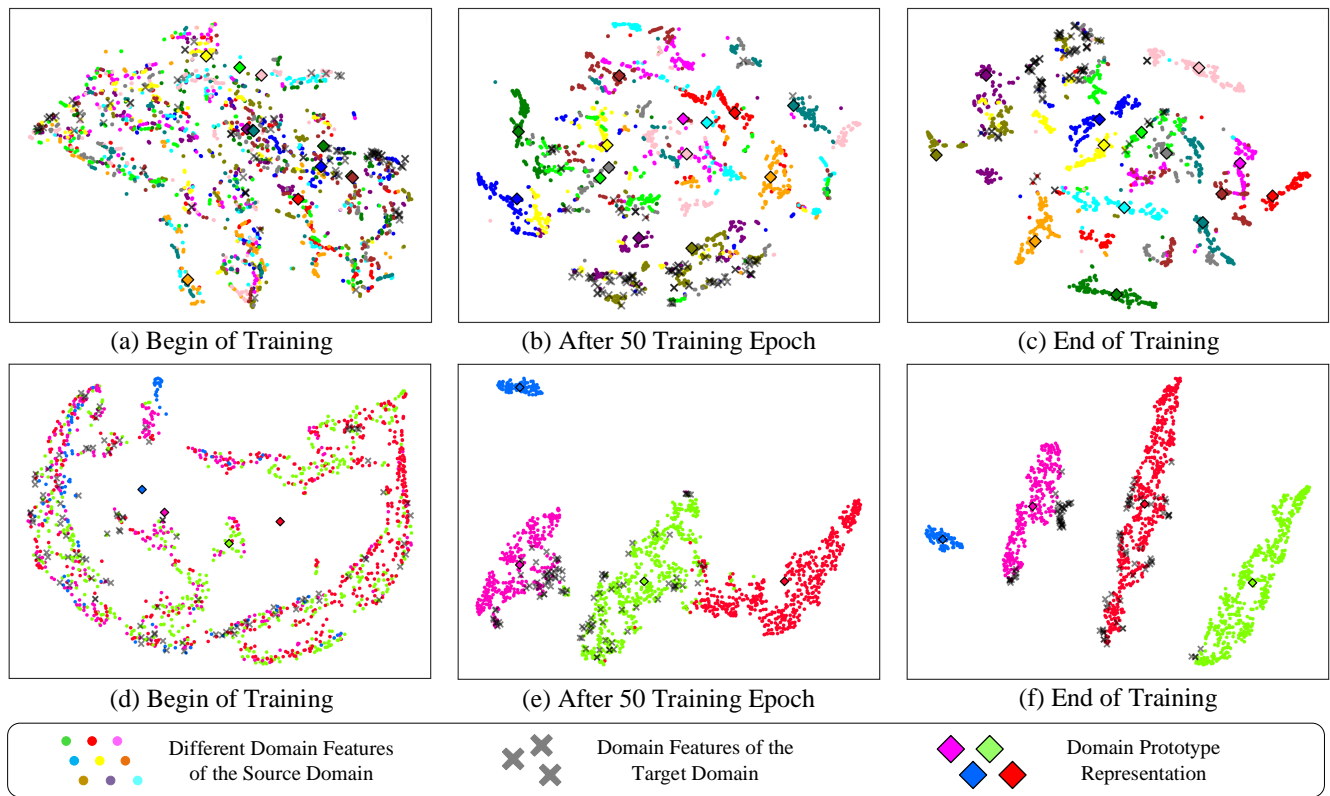 (a) Begin of Training
(b) After 50 Training Epoch
(c) End of Training
(d) Begin of Training
(e) After 50 Training Epoch
(f) End of Training
Different Domain Features
of the Source Domain
Domain Features of the
Target Domain
Domain Prototype
Representation